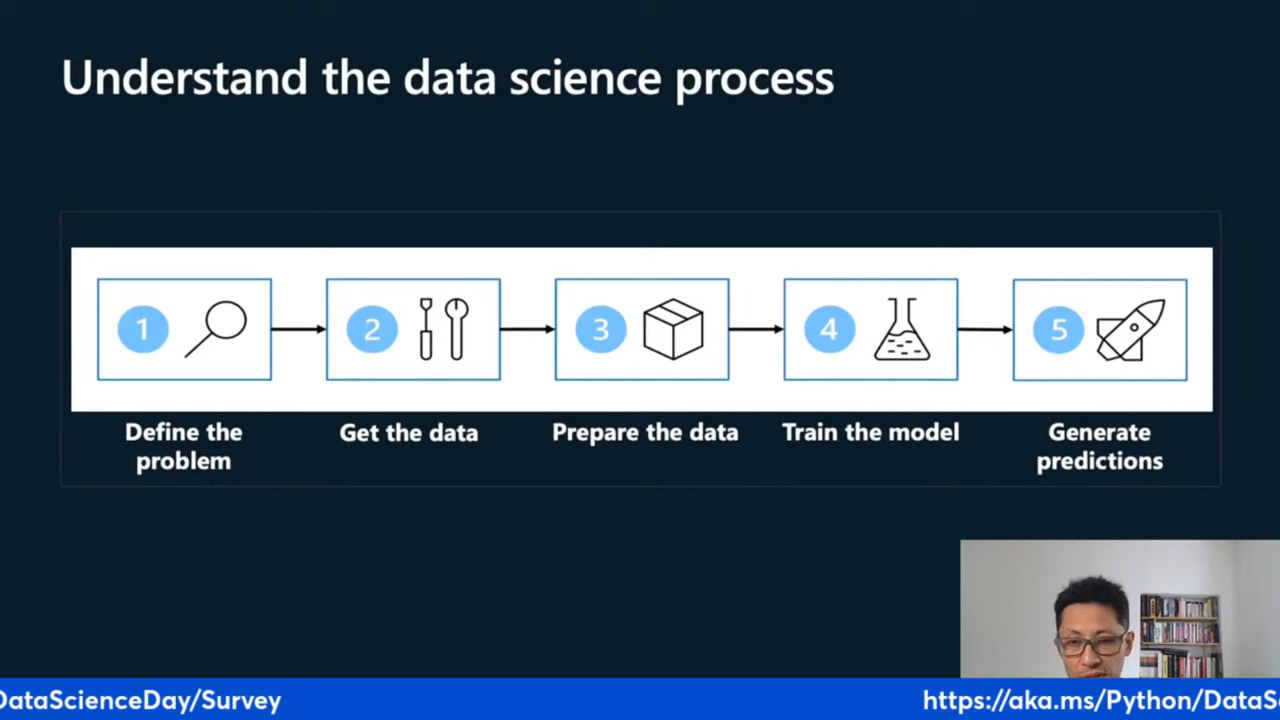 Understand the data science process
1
2
3
4
5
Define the
problem
Get the data
Prepare the data
Train the model
Generate
predictions
DataScienceDay/Survey
https://aka.ms/Python/DataSc